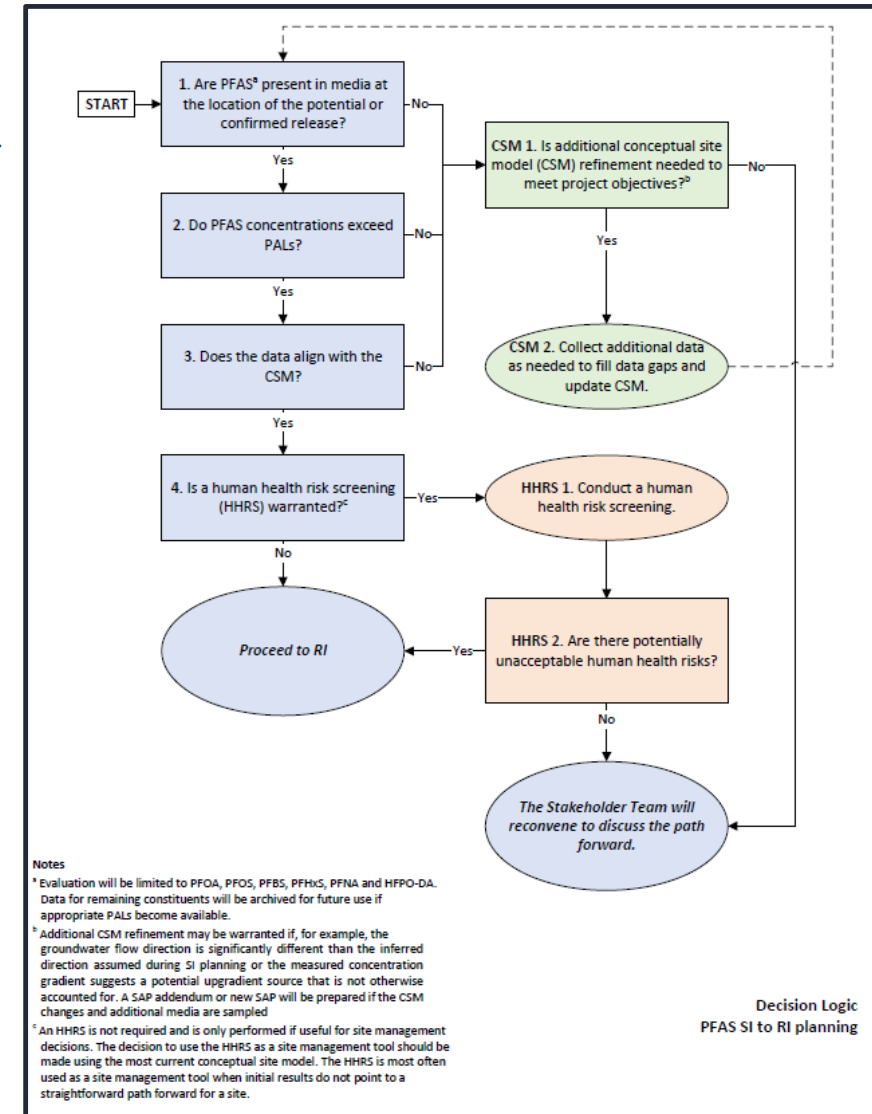 START
1. Are PFASᵃ present in media at
the location of the potential or
confirmed release?
No
Yes
2. Do PFAS concentrations exceed
PALs?
No
Yes
3. Does the data align with the
CSM?
No
Yes
4. Is a human health risk screening
(HHRS) warranted?ᶜ
Yes
No
Proceed to RI
CSM 1. Is additional conceptual site
model (CSM) refinement needed to
meet project objectives?ᵇ
No
Yes
CSM 2. Collect additional data
as needed to fill data gaps and
update CSM.
HHRS 1. Conduct a human
health risk screening.
HHRS 2. Are there potentially
unacceptable human health risks?
Yes
No
The Stakeholder Team will
reconvene to discuss the path
forward.
Notes
ᵃ Evaluation will be limited to PFOA, PFOS, PFBS, PFHxS, PFNA and HFPO-DA.
Data for remaining constituents will be archived for future use if
appropriate PALs become available.
ᵇ Additional CSM refinement may be warranted if, for example, the
groundwater flow direction is significantly different than the inferred
direction assumed during SI planning or the measured concentration
gradient suggests a potential upgradient source that is not otherwise
accounted for. A SAP addendum or new SAP will be prepared if the CSM
changes and additional media are sampled
ᶜ An HHRS is not required and is only performed if useful for site management
decisions. The decision to use the HHRS as a site management tool should be
made using the most current conceptual site model. The HHRS is most often
used as a site management tool when initial results do not point to a
straightforward path forward for a site.
Decision Logic
PFAS SI to RI planning